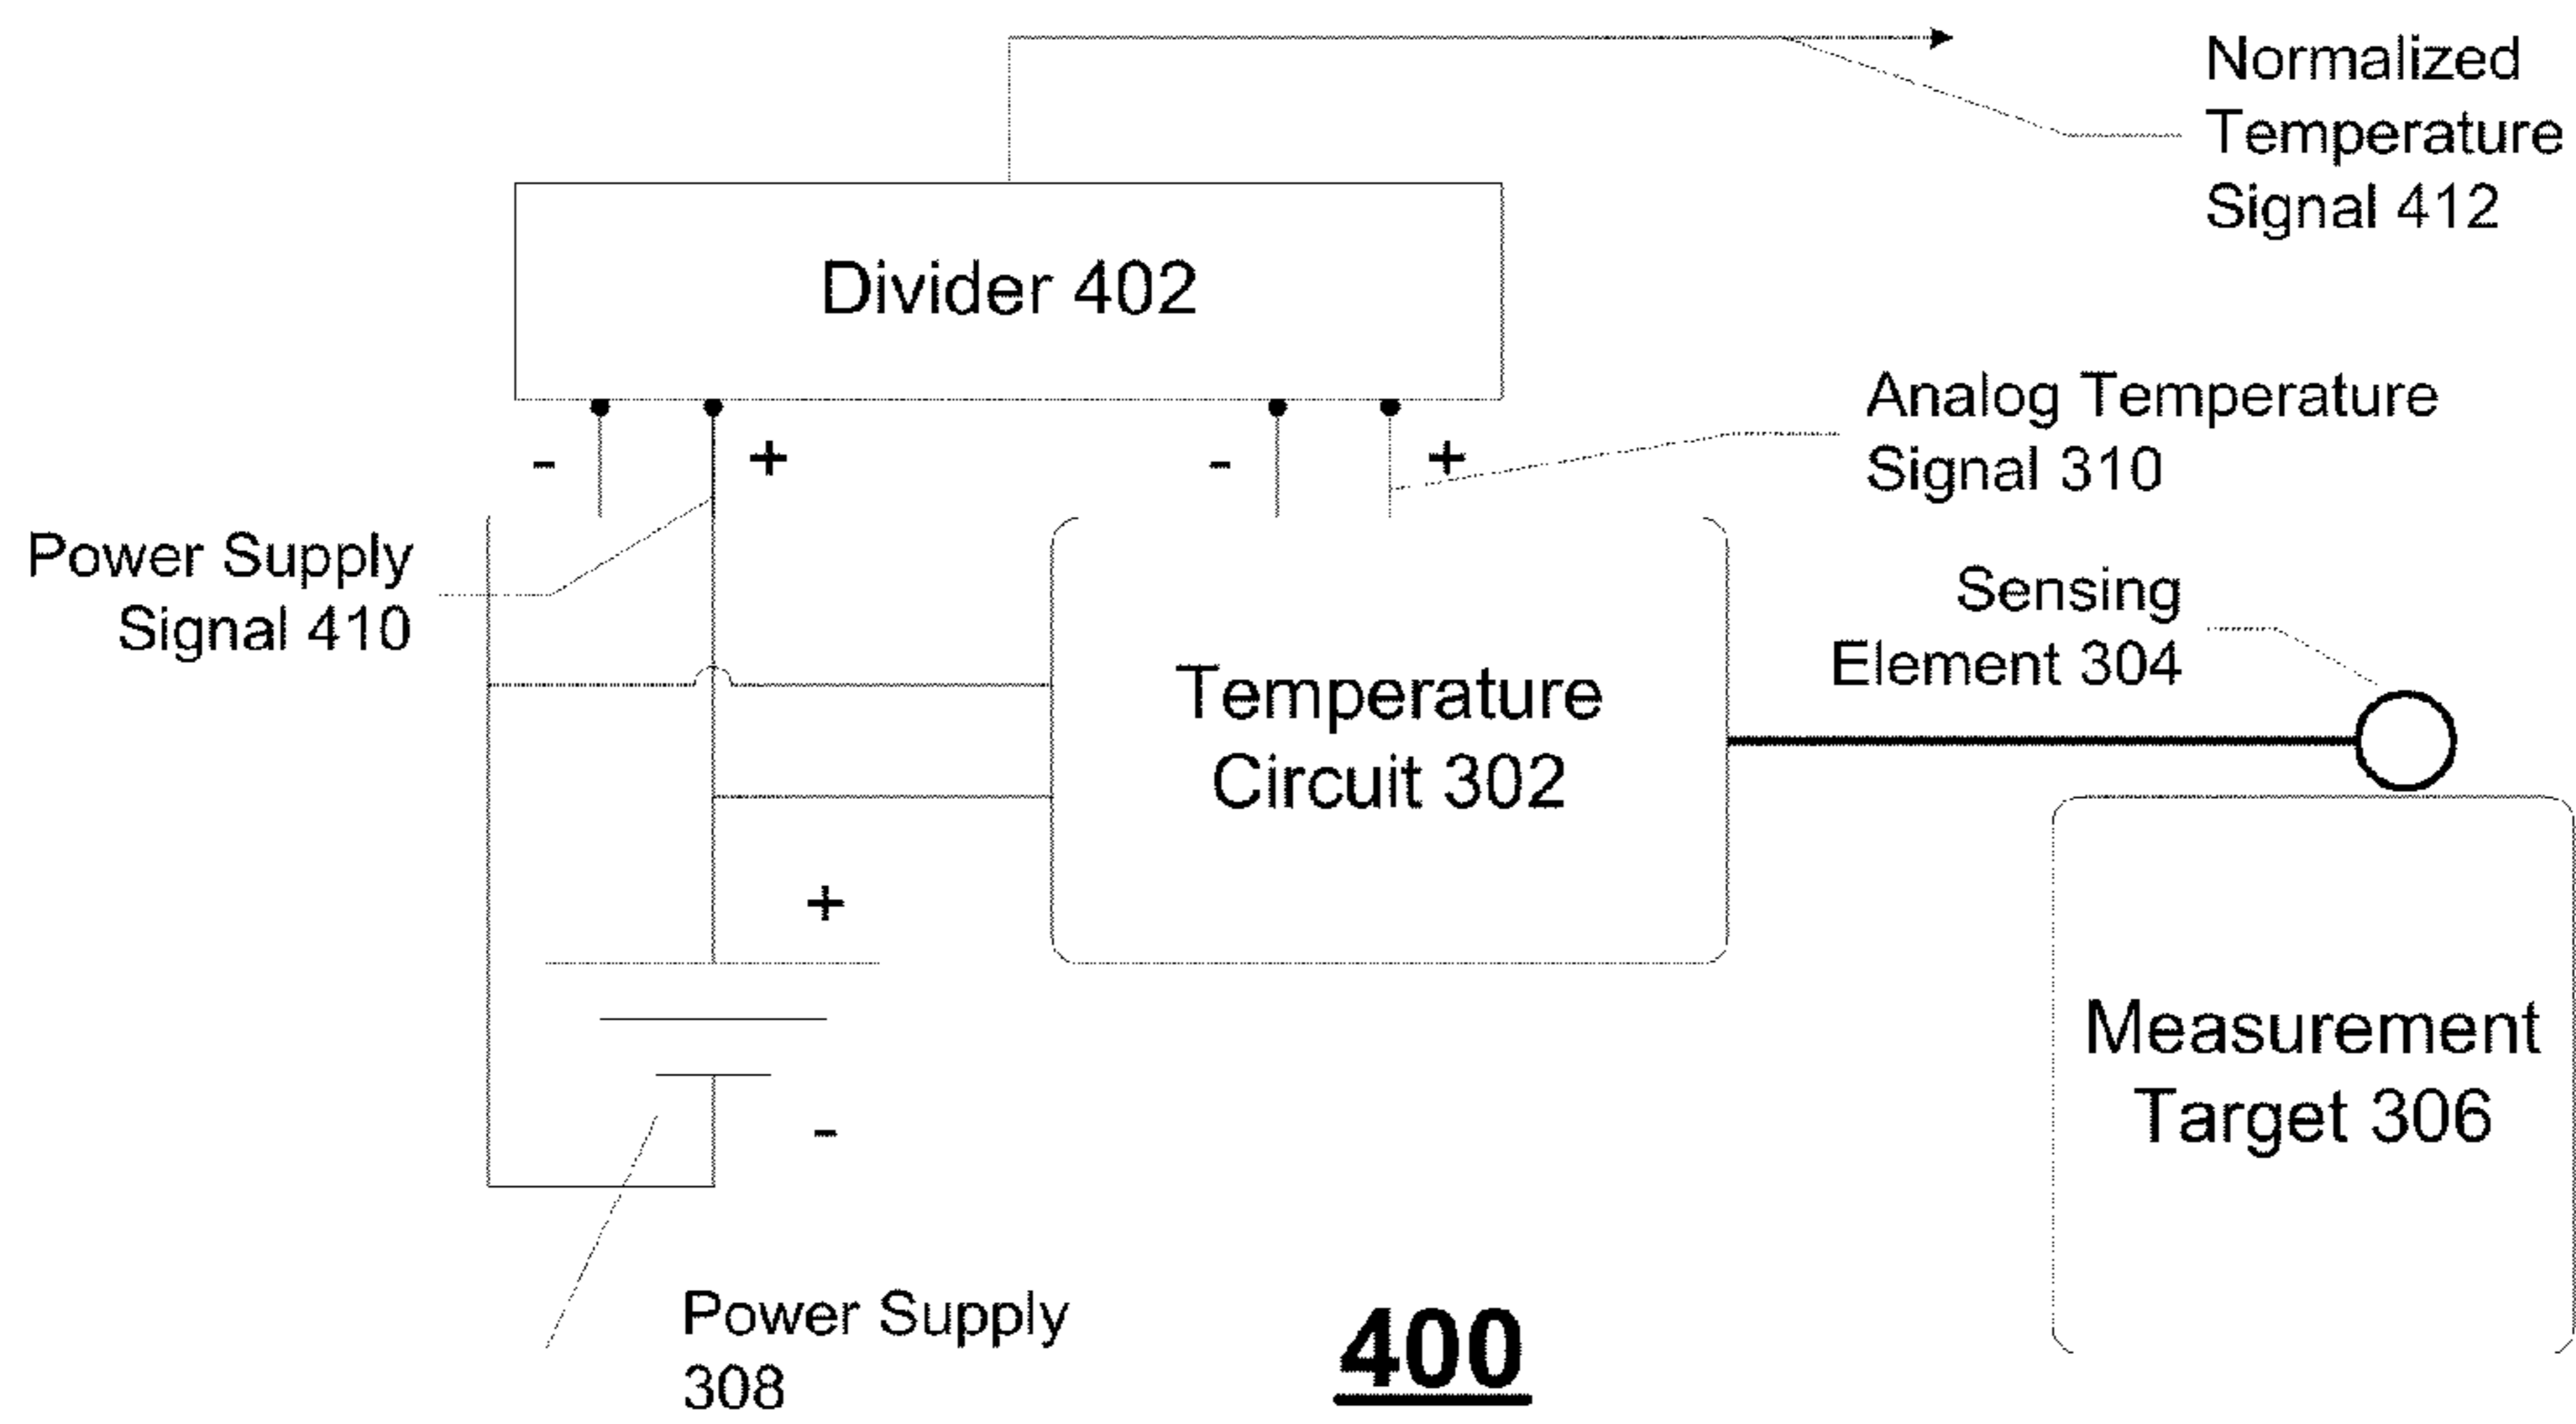 Normalized
Temperature
Signal 412
Divider 402
- + - +
Analog Temperature
Signal 310
Power Supply
Signal 410
Sensing
Element 304
Temperature
Circuit 302
+
-
Measurement
Target 306
Power Supply
308
400